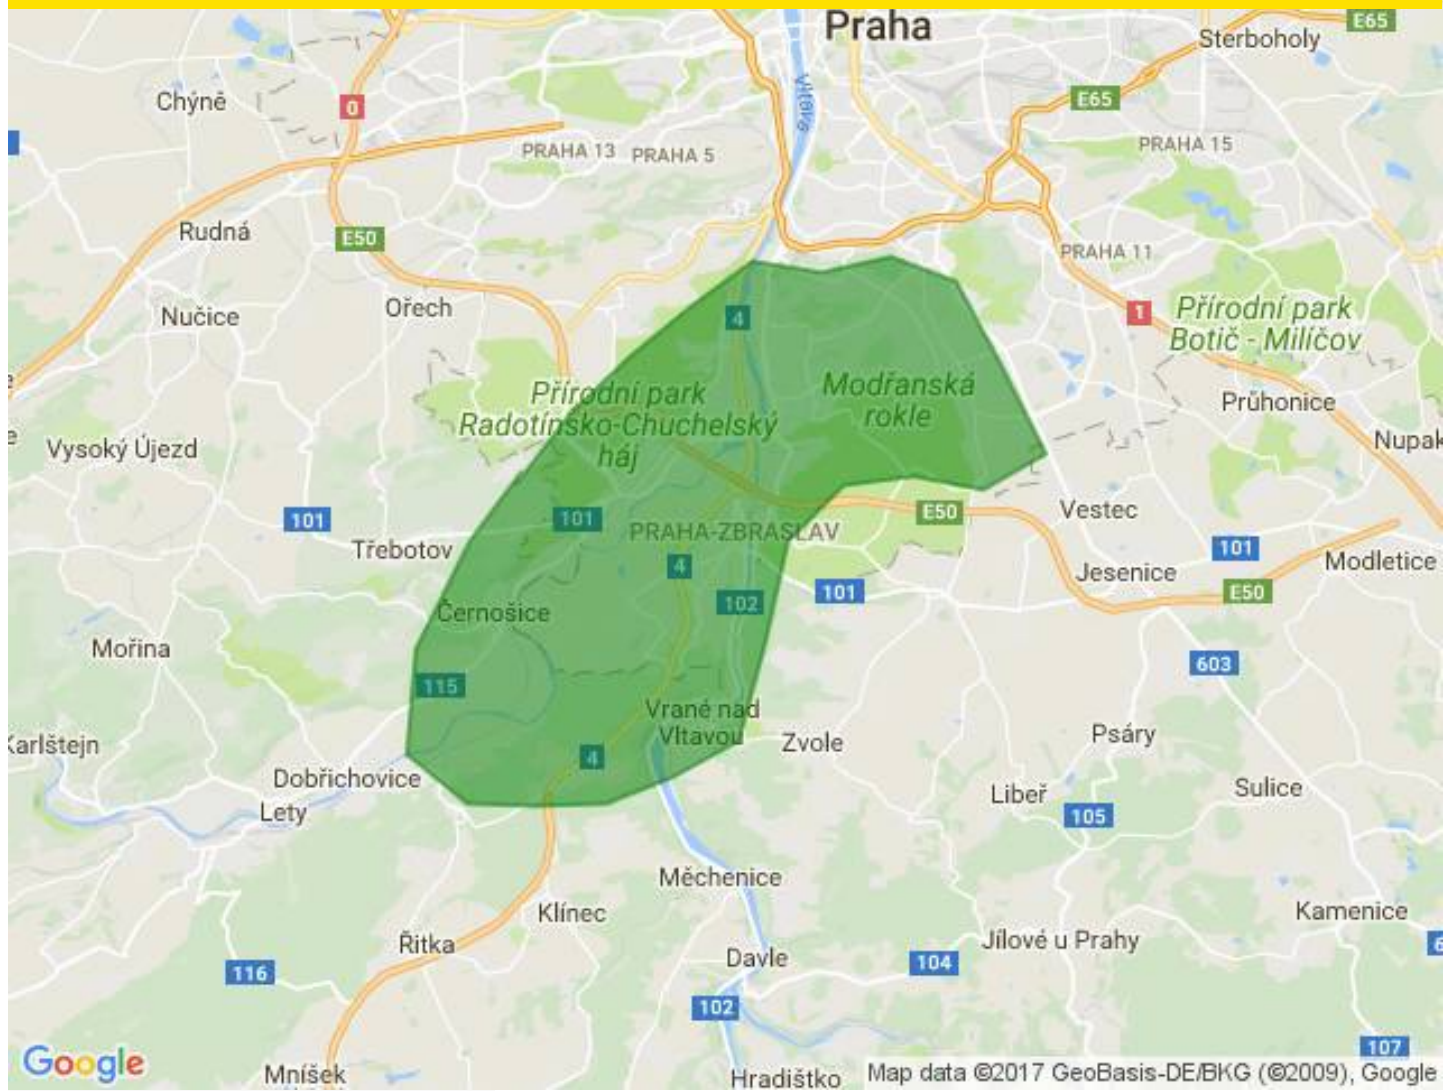 Praha
E65
Sterboholy
Chýně
0
E65
Vltava
PRAHA 13
PRAHA 5
PRAHA 15
Rudná
E50
PRAHA 11
Nučice
Ořech
4
1
Přírodní park
Botič - Milíčov
Přírodní park
Radotínsko-Chuchelský
háj
Modřanská
rokle
Průhonice
Vysoký Újezd
Nupak
101
101
E50
Vestec
PRAHA-ZBRASLAV
Třebotov
4
101
101
Modletice
Jesenice
E50
102
Černošice
Mořina
603
115
Vrané nad
Vltavou
Zvole
Psáry
Karlštejn
4
Dobřichovice
Lety
Libeř
Sulice
105
Měchenice
Klínec
Kamenice
Řitka
Jílové u Prahy
6
116
Davle
104
102
107
Google
Mníšek
Hradištko
Map data ©2017 GeoBasis-DE/BKG (©2009), Google